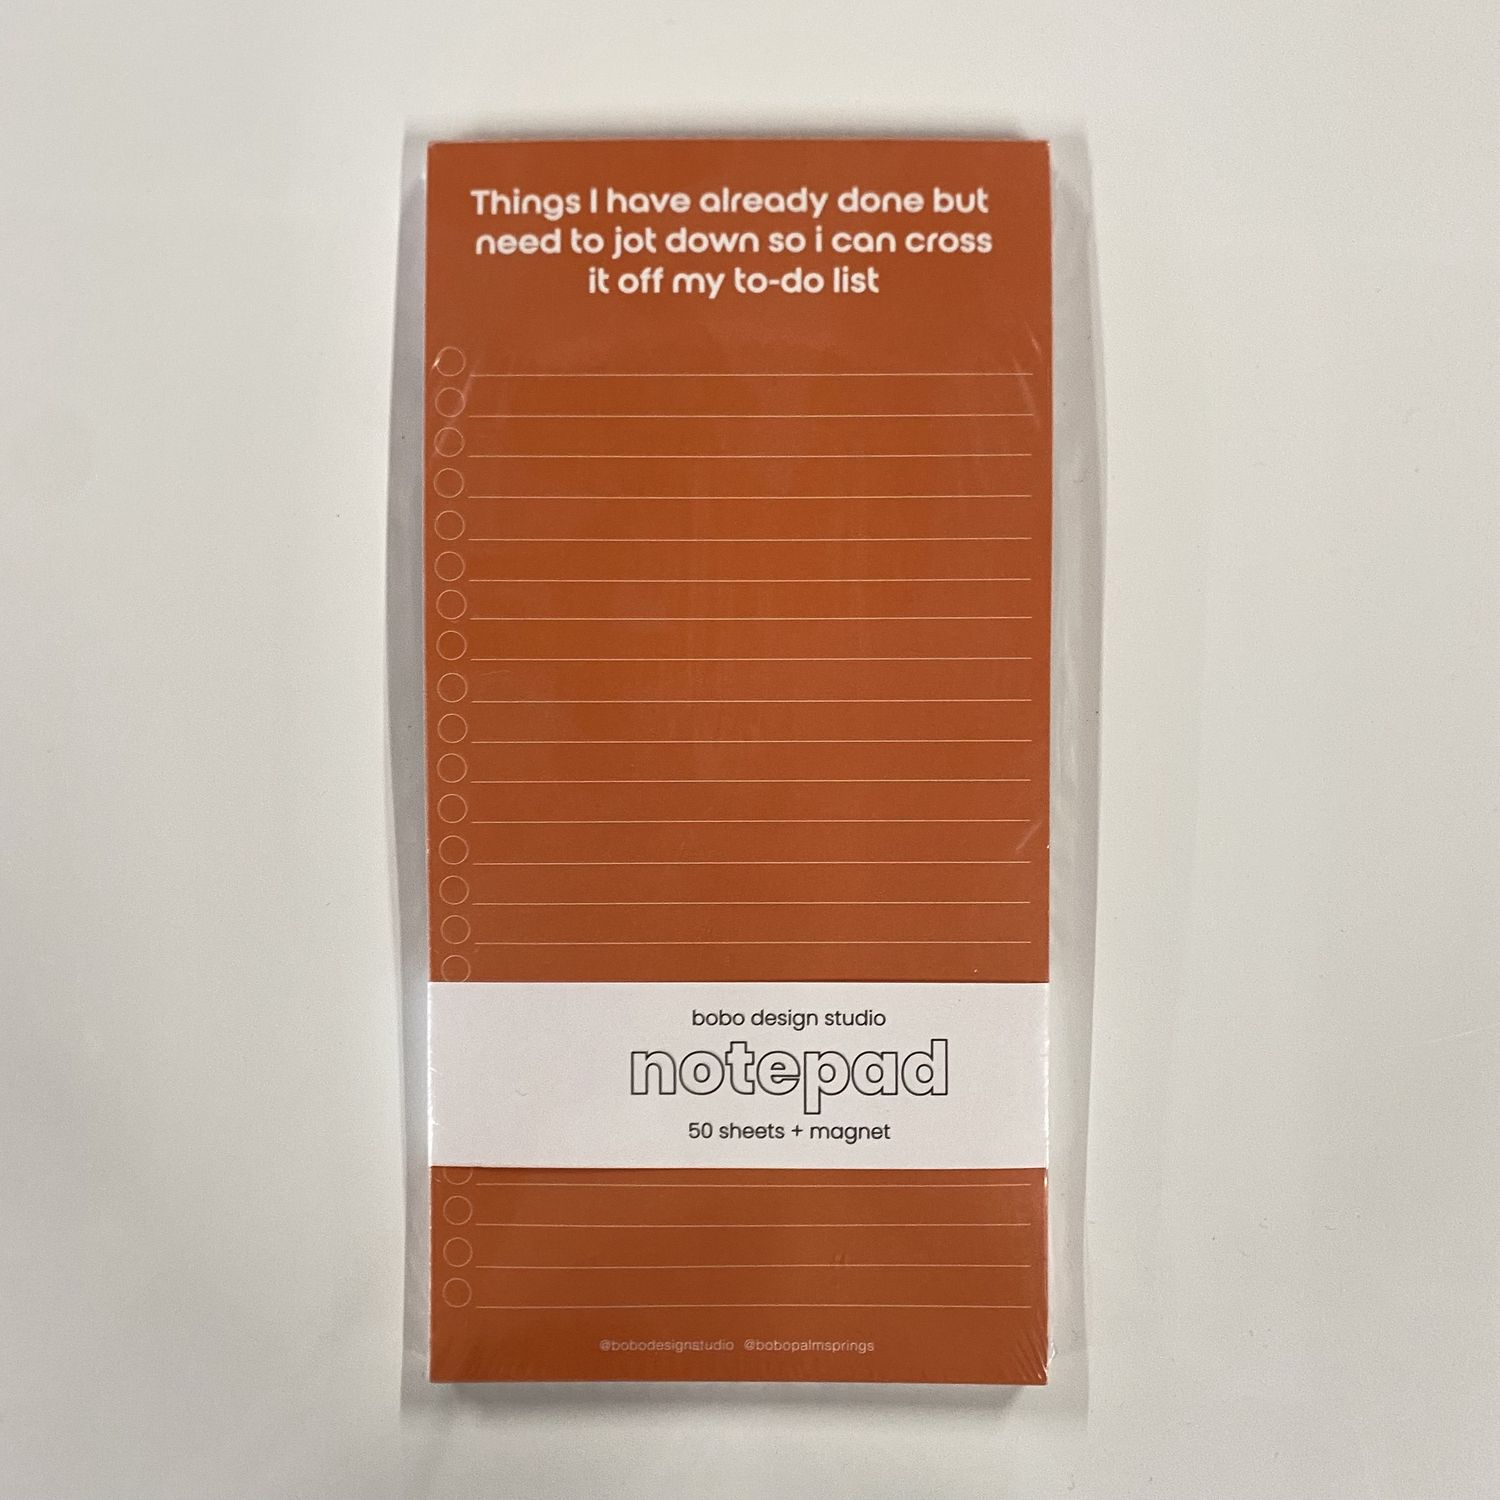 Things I have already done but
need to jot down so i can cross
it off my to-do list
bobo design studio
notepad
50 sheets + magnet
@bobodesignstudio @bobopalmsprings